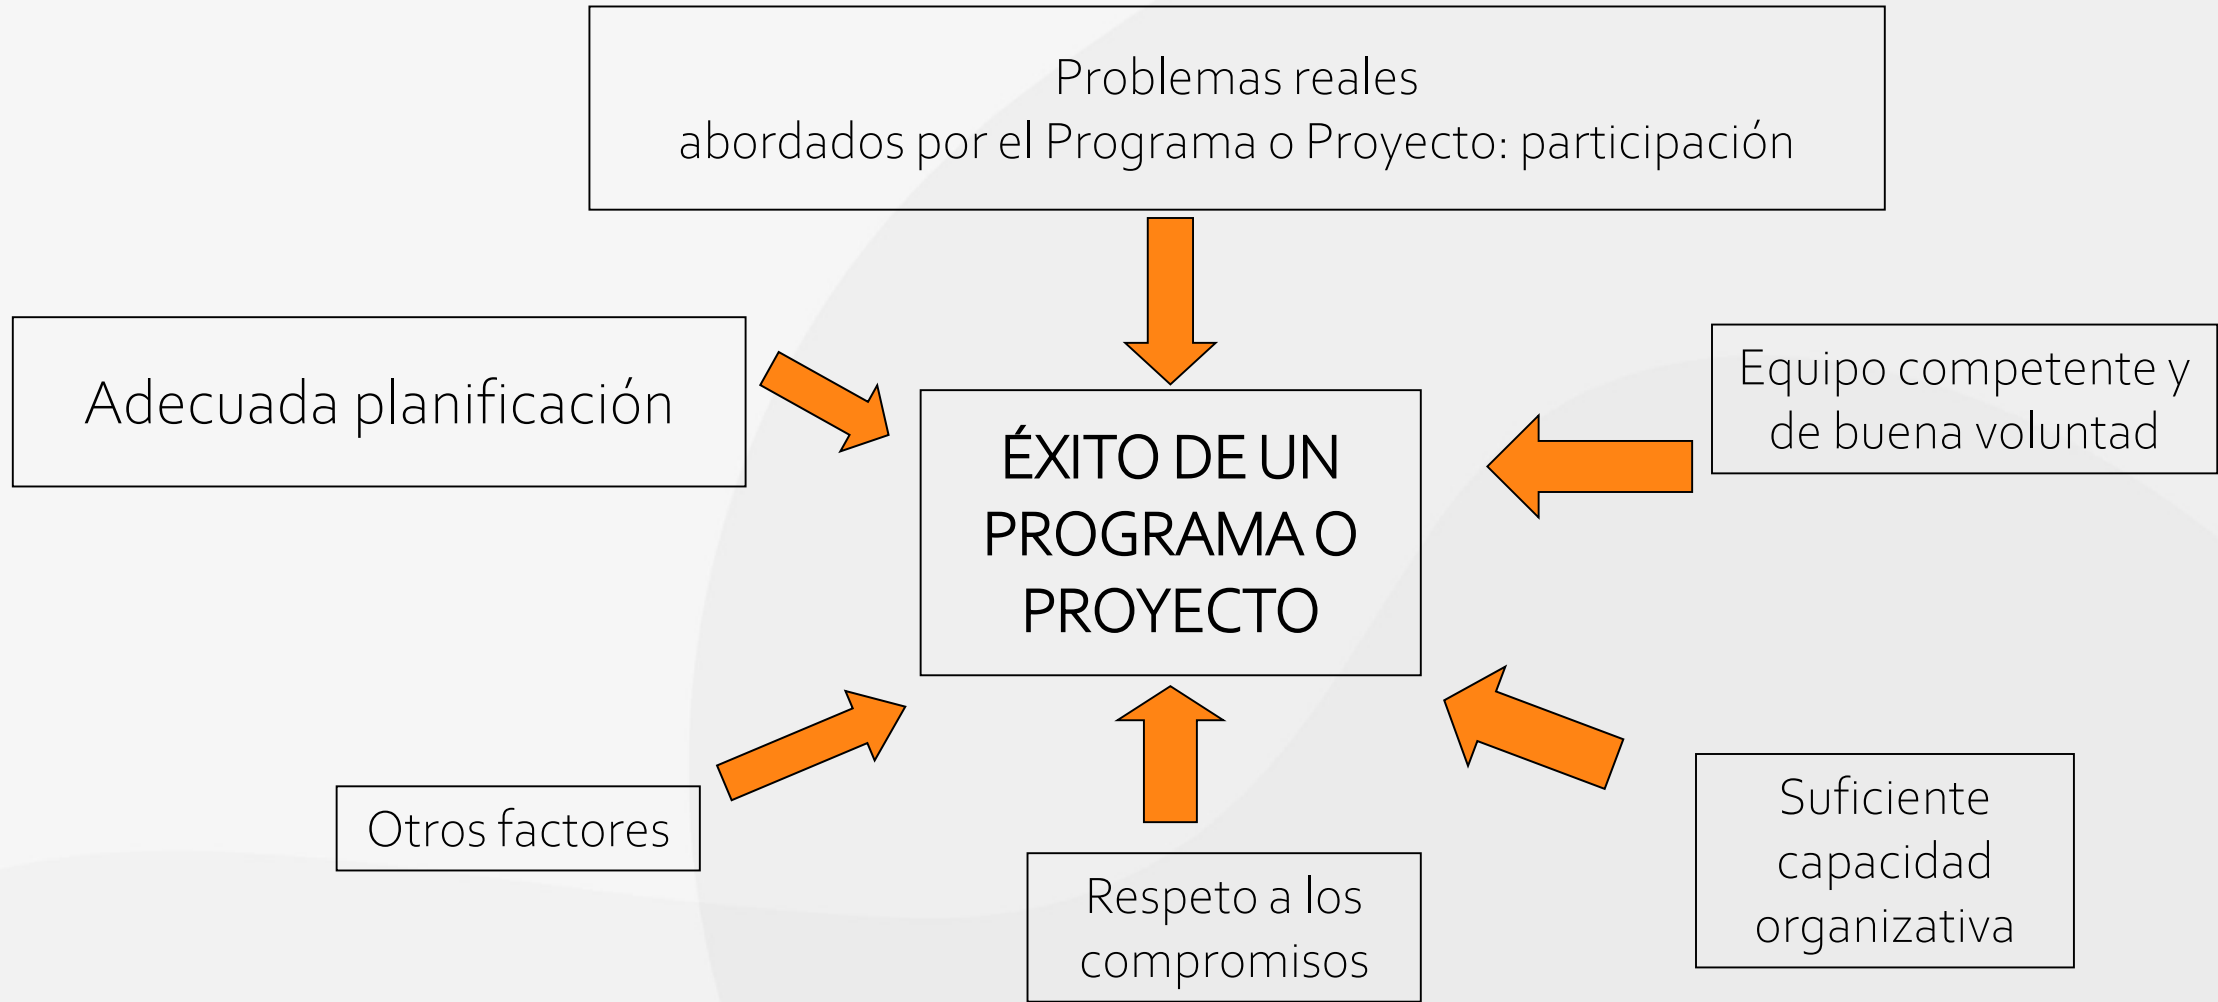 Problemas reales
abordados por el Programa o Proyecto: participación
Adecuada planificación
Equipo competente y
de buena voluntad
ÉXITO DE UN
PROGRAMA O
PROYECTO
Otros factores
Respeto a los
compromisos
Suficiente
capacidad
organizativa